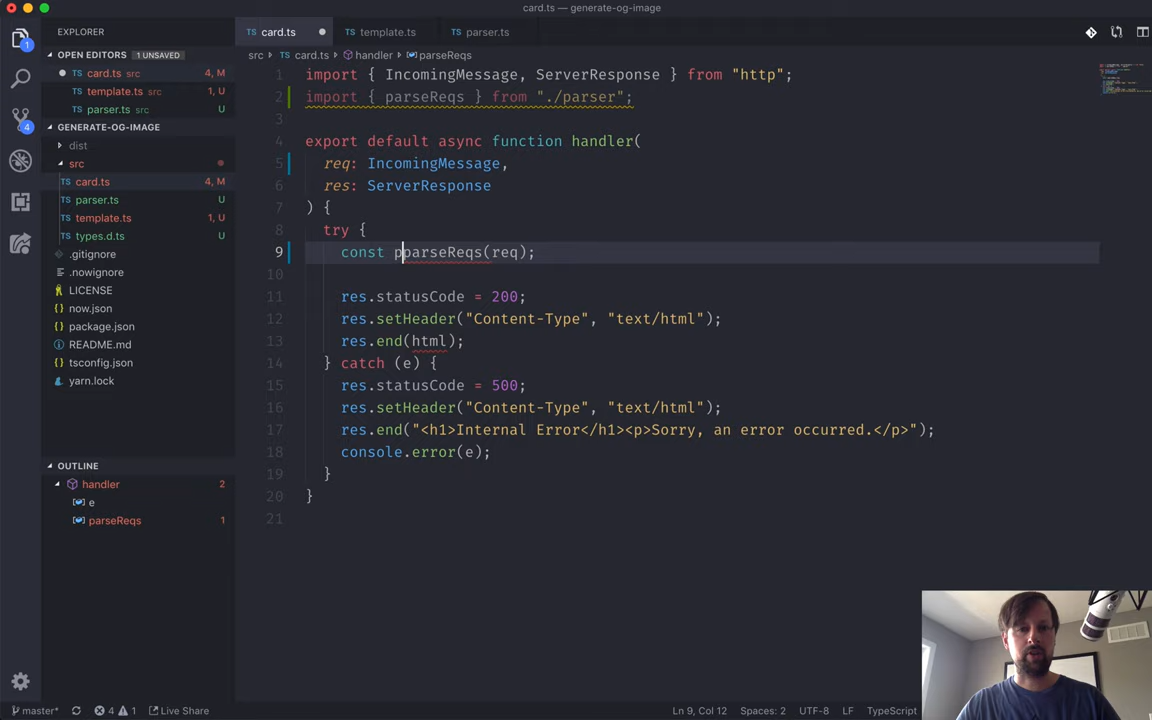 card.ts — generate-og-image
EXPLORER
OPEN EDITORS 1 UNSAVED
card.ts src 4, M
template.ts src 1, U
parser.ts src U
GENERATE-OG-IMAGE
dist
src
card.ts 4, M
parser.ts U
template.ts 1, U
types.d.ts U
.gitignore
.nowignore
LICENSE
now.json
package.json
README.md
tsconfig.json
yarn.lock
OUTLINE
handler 2
e
parseReqs 1
1
4
TS card.ts
TS template.ts
TS parser.ts
src › TS card.ts › handler › parseReqs
1 import { IncomingMessage, ServerResponse } from "http";
2 import { parseReqs } from "./parser";
3
4 export default async function handler(
5 req: IncomingMessage,
6 res: ServerResponse
7 ) {
8 try {
9 const pparseReqs(req);
10
11 res.statusCode = 200;
12 res.setHeader("Content-Type", "text/html");
13 res.end(html);
14 } catch (e) {
15 res.statusCode = 500;
16 res.setHeader("Content-Type", "text/html");
17 res.end("<h1>Internal Error</h1><p>Sorry, an error occurred.</p>");
18 console.error(e);
19 }
20 }
21
master* 4 1 Live Share Ln 9, Col 12 Spaces: 2 UTF-8 LF TypeScript